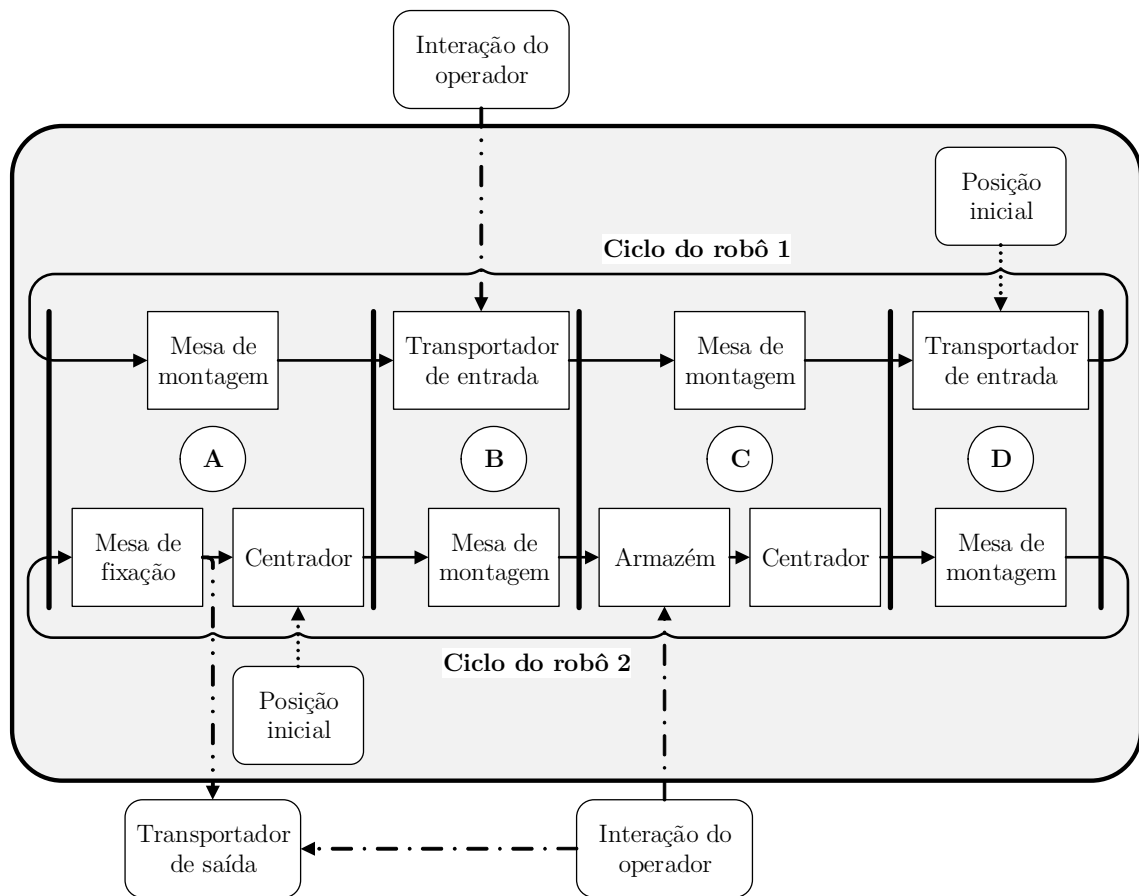 Interação do
operador
Posição
inicial
Ciclo do robô 1
Mesa de
montagem
Transportador
de entrada
Mesa de
montagem
Transportador
de entrada
A
B
C
D
Mesa de
fixação
Centrador
Mesa de
montagem
Armazém
Centrador
Mesa de
montagem
Ciclo do robô 2
Posição
inicial
Transportador
de saída
Interação do
operador